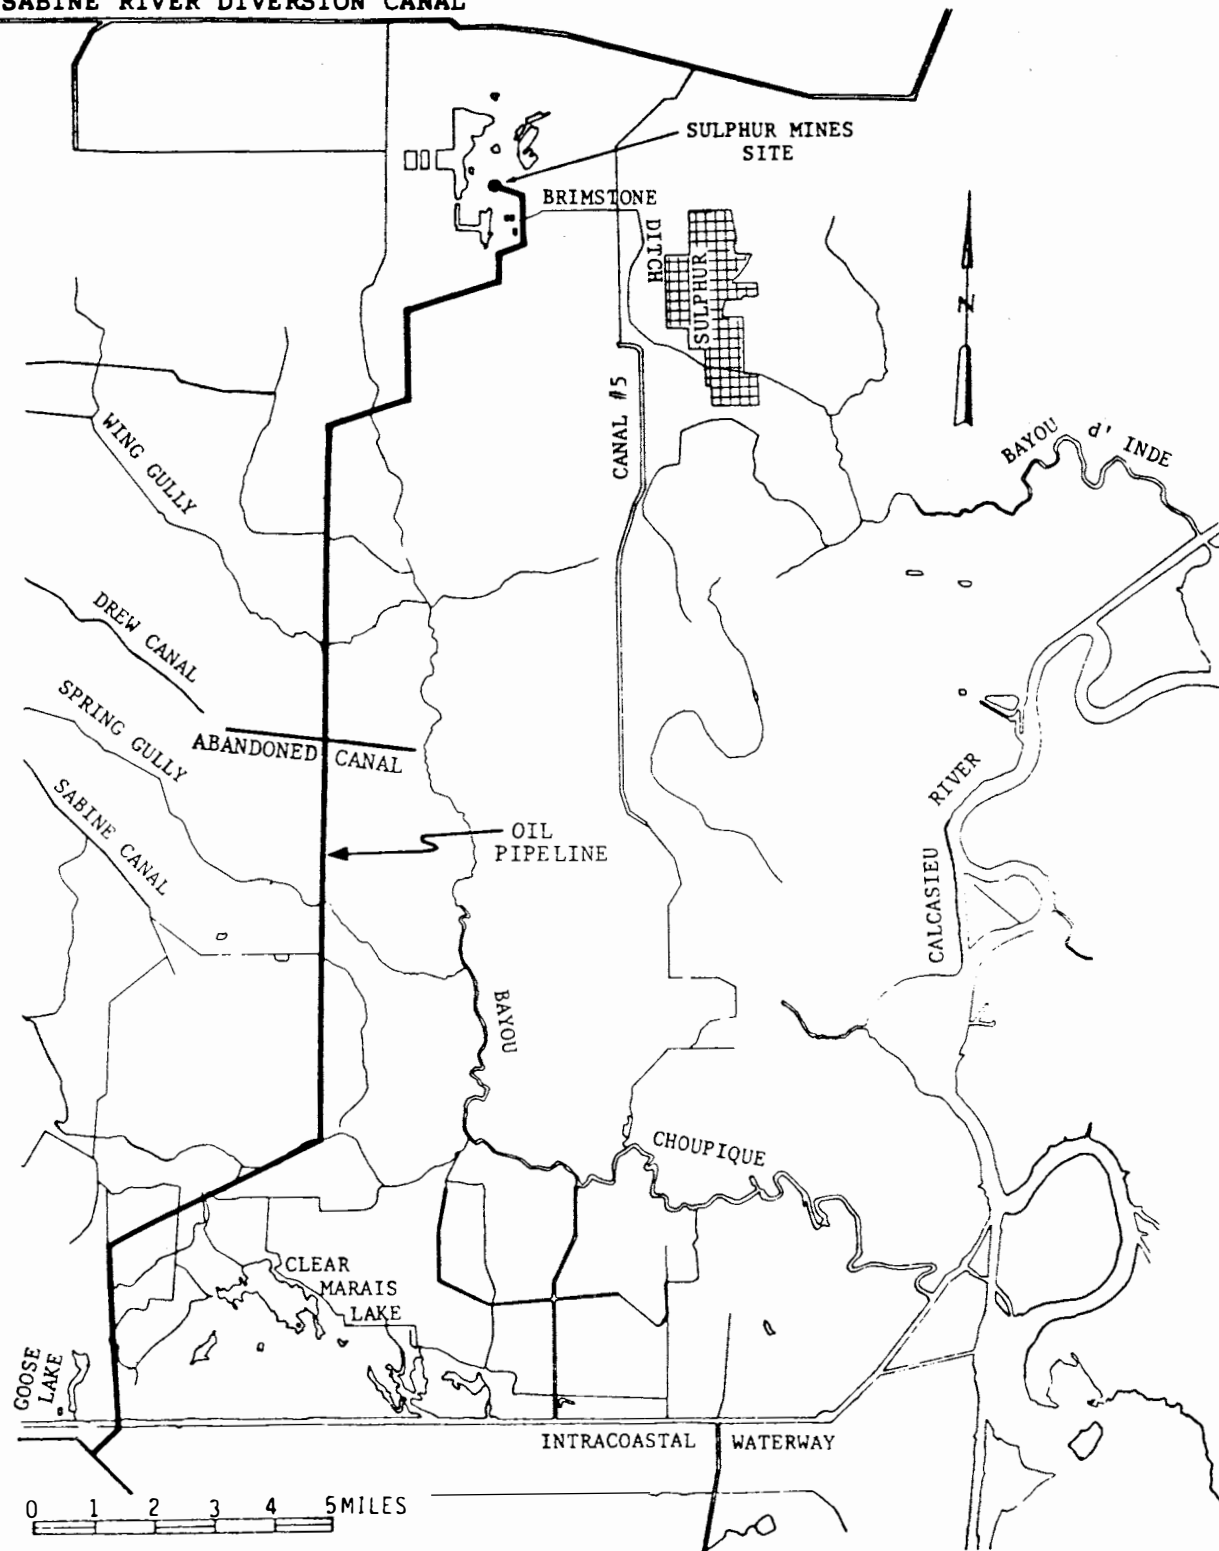 SABINE RIVER DIVERSION CANAL
SULPHUR MINES
SITE
BRIMSTONE
DITCH
SULPHUR
N
CANAL #5
BAYOU d' INDE
WING GULLY
DREW CANAL
SPRING GULLY
ABANDONED CANAL
SABINE CANAL
OIL
PIPELINE
RIVER
CALCASIEU
BAYOU
CHOUPIQUE
CLEAR
MARAIS
LAKE
GOOSE
LAKE
INTRACOASTAL WATERWAY
0 1 2 3 4 5 MILES